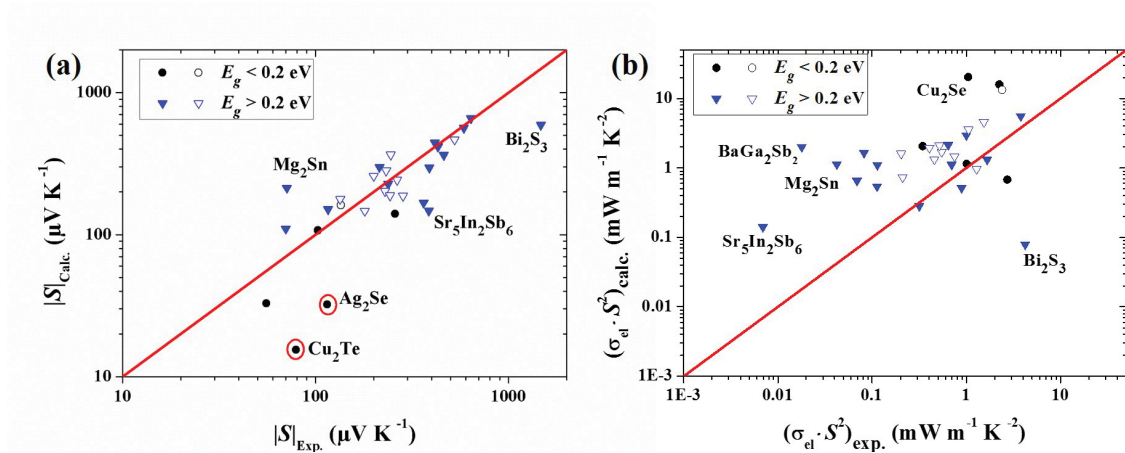 (a)
E_g < 0.2 eV
E_g > 0.2 eV
1000
100
10
|S|_Calc. (μV K⁻¹)
Mg₂Sn
Bi₂S₃
Sr₅In₂Sb₆
Ag₂Se
Cu₂Te
10
100
1000
|S|_Exp. (μV K⁻¹)
(b)
E_g < 0.2 eV
E_g > 0.2 eV
10
1
0.1
0.01
1E-3
(σ_el · S²)_calc. (mW m⁻¹ K⁻²)
Cu₂Se
BaGa₂Sb₂
Mg₂Sn
Sr₅In₂Sb₆
Bi₂S₃
1E-3
0.01
0.1
1
10
(σ_el · S²)_exp. (mW m⁻¹ K⁻²)